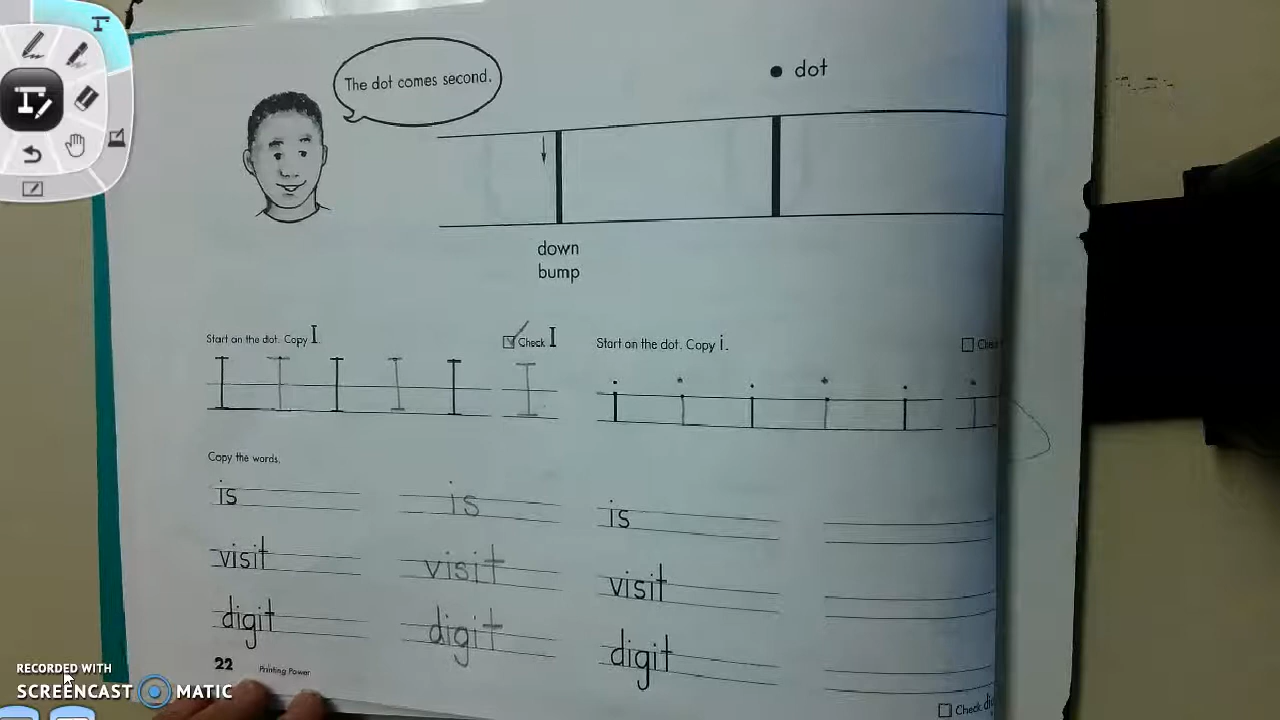 The dot comes second.
dot
down
bump
Start on the dot. Copy I.
Check I
Start on the dot. Copy i.
I I I I I I
i i i i i i
Copy the words.
is is is
visit visit visit
digit digit digit
22 Printing Power
Check
RECORDED WITH
SCREENCAST MATIC